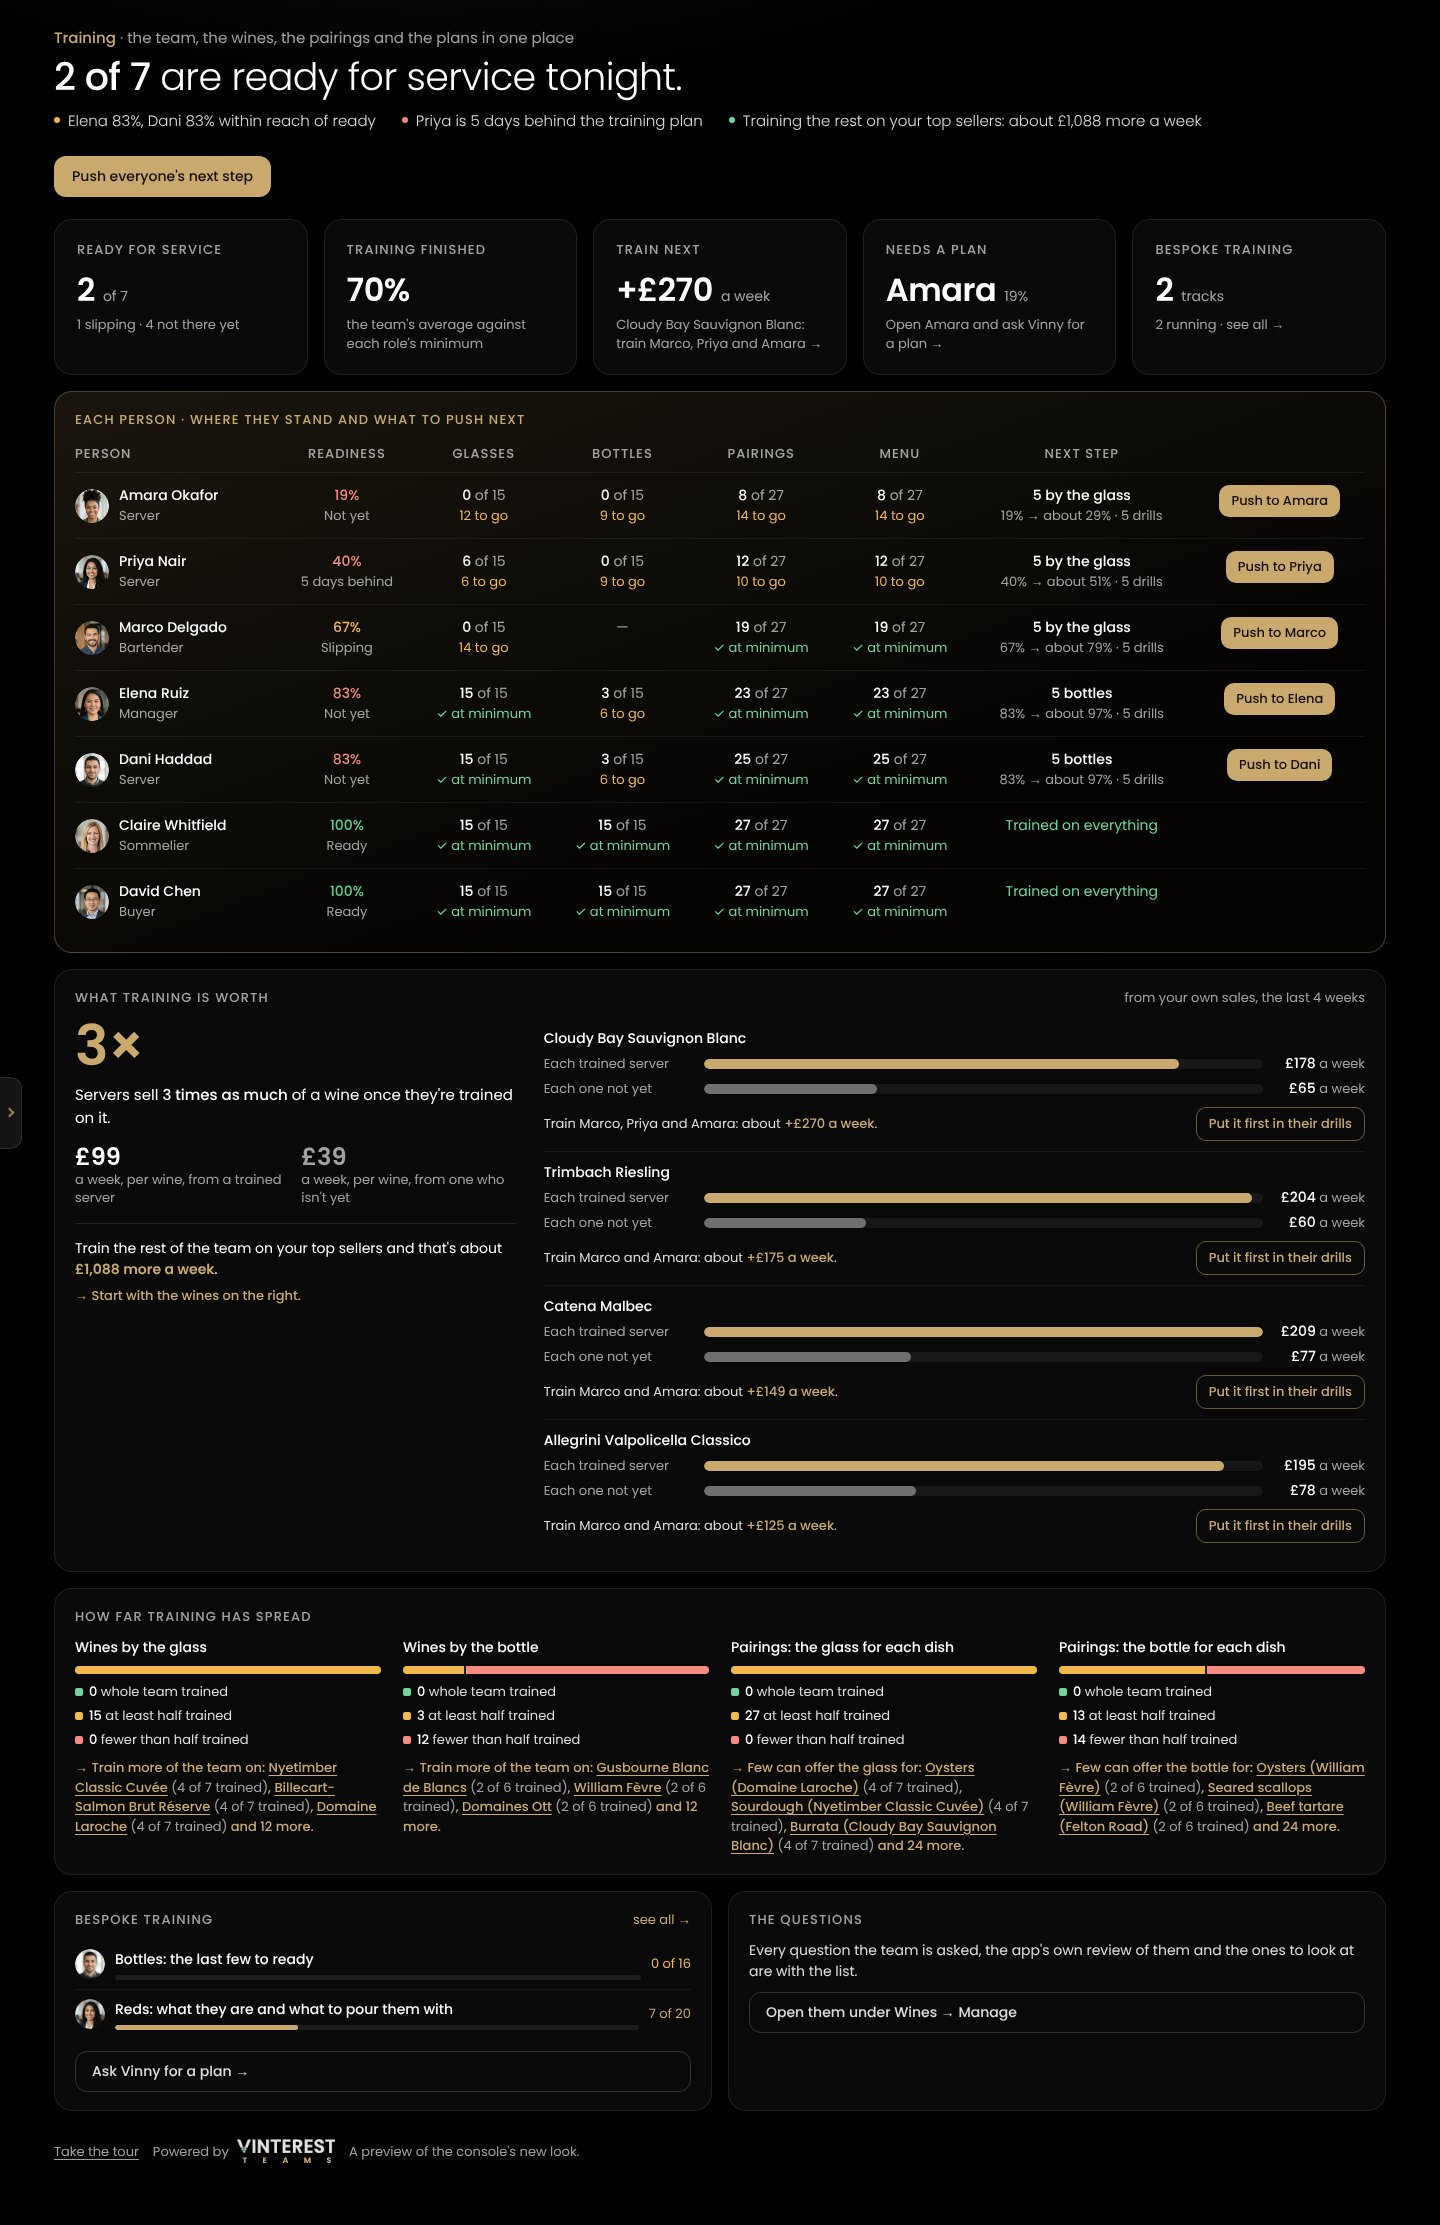 Training · the team, the wines, the pairings and the plans in one place
2 of 7 are ready for service tonight.
Elena 83%, Dani 83% within reach of ready
Priya is 5 days behind the training plan
Training the rest on your top sellers: about £1,088 more a week
Push everyone's next step
READY FOR SERVICE
2 of 7
1 slipping · 4 not there yet
TRAINING FINISHED
70%
the team's average against
each role's minimum
TRAIN NEXT
+£270 a week
Cloudy Bay Sauvignon Blanc:
train Marco, Priya and Amara →
NEEDS A PLAN
Amara 19%
Open Amara and ask Vinny for
a plan →
BESPOKE TRAINING
2 tracks
2 running · see all →
EACH PERSON · WHERE THEY STAND AND WHAT TO PUSH NEXT
PERSON READINESS GLASSES BOTTLES PAIRINGS MENU NEXT STEP
Amara Okafor 19% 0 of 15 0 of 15 8 of 27 8 of 27 5 by the glass Push to Amara
Server Not yet 12 to go 9 to go 14 to go 14 to go 19% → about 29% · 5 drills
Priya Nair 40% 6 of 15 0 of 15 12 of 27 12 of 27 5 by the glass Push to Priya
Server 5 days behind 6 to go 9 to go 10 to go 10 to go 40% → about 51% · 5 drills
Marco Delgado 67% 0 of 15 — 19 of 27 19 of 27 5 by the glass Push to Marco
Bartender Slipping 14 to go ✓ at minimum ✓ at minimum 67% → about 79% · 5 drills
Elena Ruiz 83% 15 of 15 3 of 15 23 of 27 23 of 27 5 bottles Push to Elena
Manager Not yet ✓ at minimum 6 to go ✓ at minimum ✓ at minimum 83% → about 97% · 5 drills
Dani Haddad 83% 15 of 15 3 of 15 25 of 27 25 of 27 5 bottles Push to Dani
Server Not yet ✓ at minimum 6 to go ✓ at minimum ✓ at minimum 83% → about 97% · 5 drills
Claire Whitfield 100% 15 of 15 15 of 15 27 of 27 27 of 27 Trained on everything
Sommelier Ready ✓ at minimum ✓ at minimum ✓ at minimum ✓ at minimum
David Chen 100% 15 of 15 15 of 15 27 of 27 27 of 27 Trained on everything
Buyer Ready ✓ at minimum ✓ at minimum ✓ at minimum ✓ at minimum
WHAT TRAINING IS WORTH
from your own sales, the last 4 weeks
3×
Servers sell 3 times as much of a wine once they're trained
on it.
£99
a week, per wine, from a trained
server
£39
a week, per wine, from one who
isn't yet
Train the rest of the team on your top sellers and that's about
£1,088 more a week.
→ Start with the wines on the right.
Cloudy Bay Sauvignon Blanc
Each trained server £178 a week
Each one not yet £65 a week
Train Marco, Priya and Amara: about +£270 a week. Put it first in their drills
Trimbach Riesling
Each trained server £204 a week
Each one not yet £60 a week
Train Marco and Amara: about +£175 a week. Put it first in their drills
Catena Malbec
Each trained server £209 a week
Each one not yet £77 a week
Train Marco and Amara: about +£149 a week. Put it first in their drills
Allegrini Valpolicella Classico
Each trained server £195 a week
Each one not yet £78 a week
Train Marco and Amara: about +£125 a week. Put it first in their drills
HOW FAR TRAINING HAS SPREAD
Wines by the glass
0 whole team trained
15 at least half trained
0 fewer than half trained
→ Train more of the team on: Nyetimber
Classic Cuvée (4 of 7 trained), Billecart-
Salmon Brut Réserve (4 of 7 trained), Domaine
Laroche (4 of 7 trained) and 12 more.
Wines by the bottle
0 whole team trained
3 at least half trained
12 fewer than half trained
→ Train more of the team on: Gusbourne Blanc
de Blancs (2 of 6 trained), William Fèvre (2 of 6
trained), Domaines Ott (2 of 6 trained) and 12
more.
Pairings: the glass for each dish
0 whole team trained
27 at least half trained
0 fewer than half trained
→ Few can offer the glass for: Oysters
(Domaine Laroche) (4 of 7 trained),
Sourdough (Nyetimber Classic Cuvée) (4 of 7
trained), Burrata (Cloudy Bay Sauvignon
Blanc) (4 of 7 trained) and 24 more.
Pairings: the bottle for each dish
0 whole team trained
13 at least half trained
14 fewer than half trained
→ Few can offer the bottle for: Oysters (William
Fèvre) (2 of 6 trained), Seared scallops
(William Fèvre) (2 of 6 trained), Beef tartare
(Felton Road) (2 of 6 trained) and 24 more.
BESPOKE TRAINING
see all →
Bottles: the last few to ready 0 of 16
Reds: what they are and what to pour them with 7 of 20
Ask Vinny for a plan →
THE QUESTIONS
Every question the team is asked, the app's own review of them and the ones to look at
are with the list.
Open them under Wines → Manage
Take the tour Powered by VINTEREST TEAMS A preview of the console's new look.